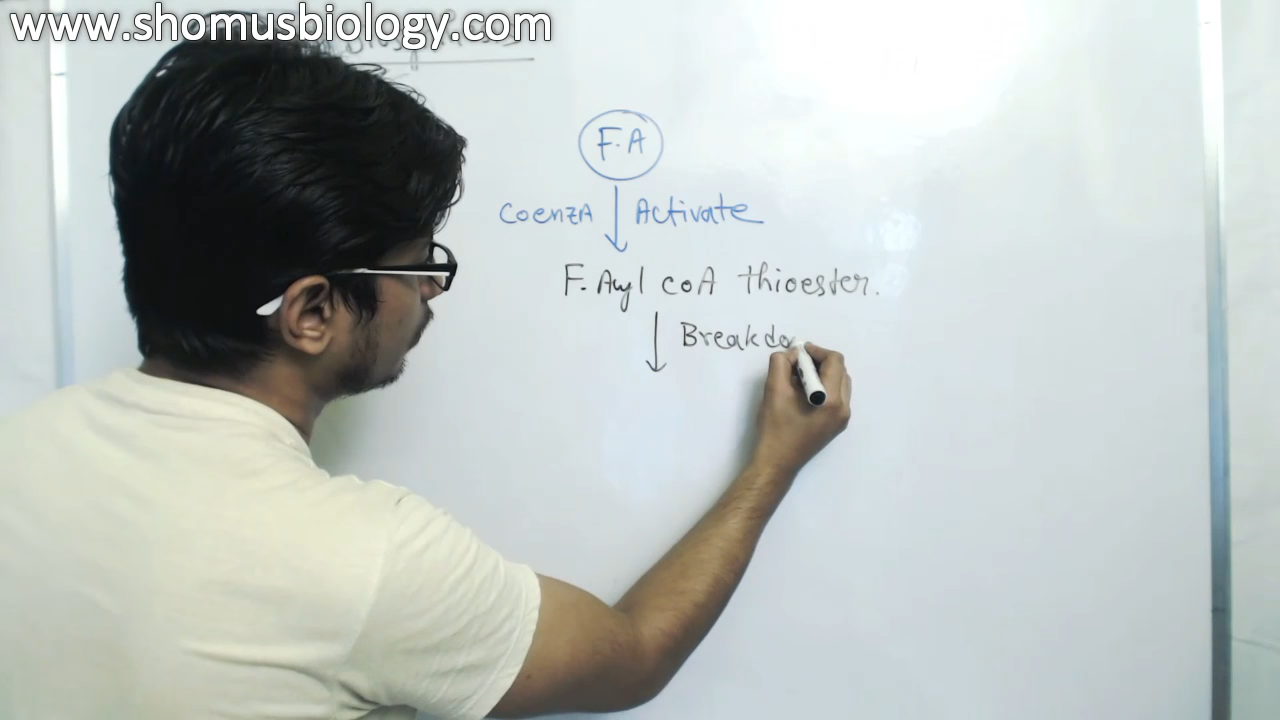 www.shomusbiology.com
F.A
CoenzA Activate
F. Acyl coA thioester.
Breakdo